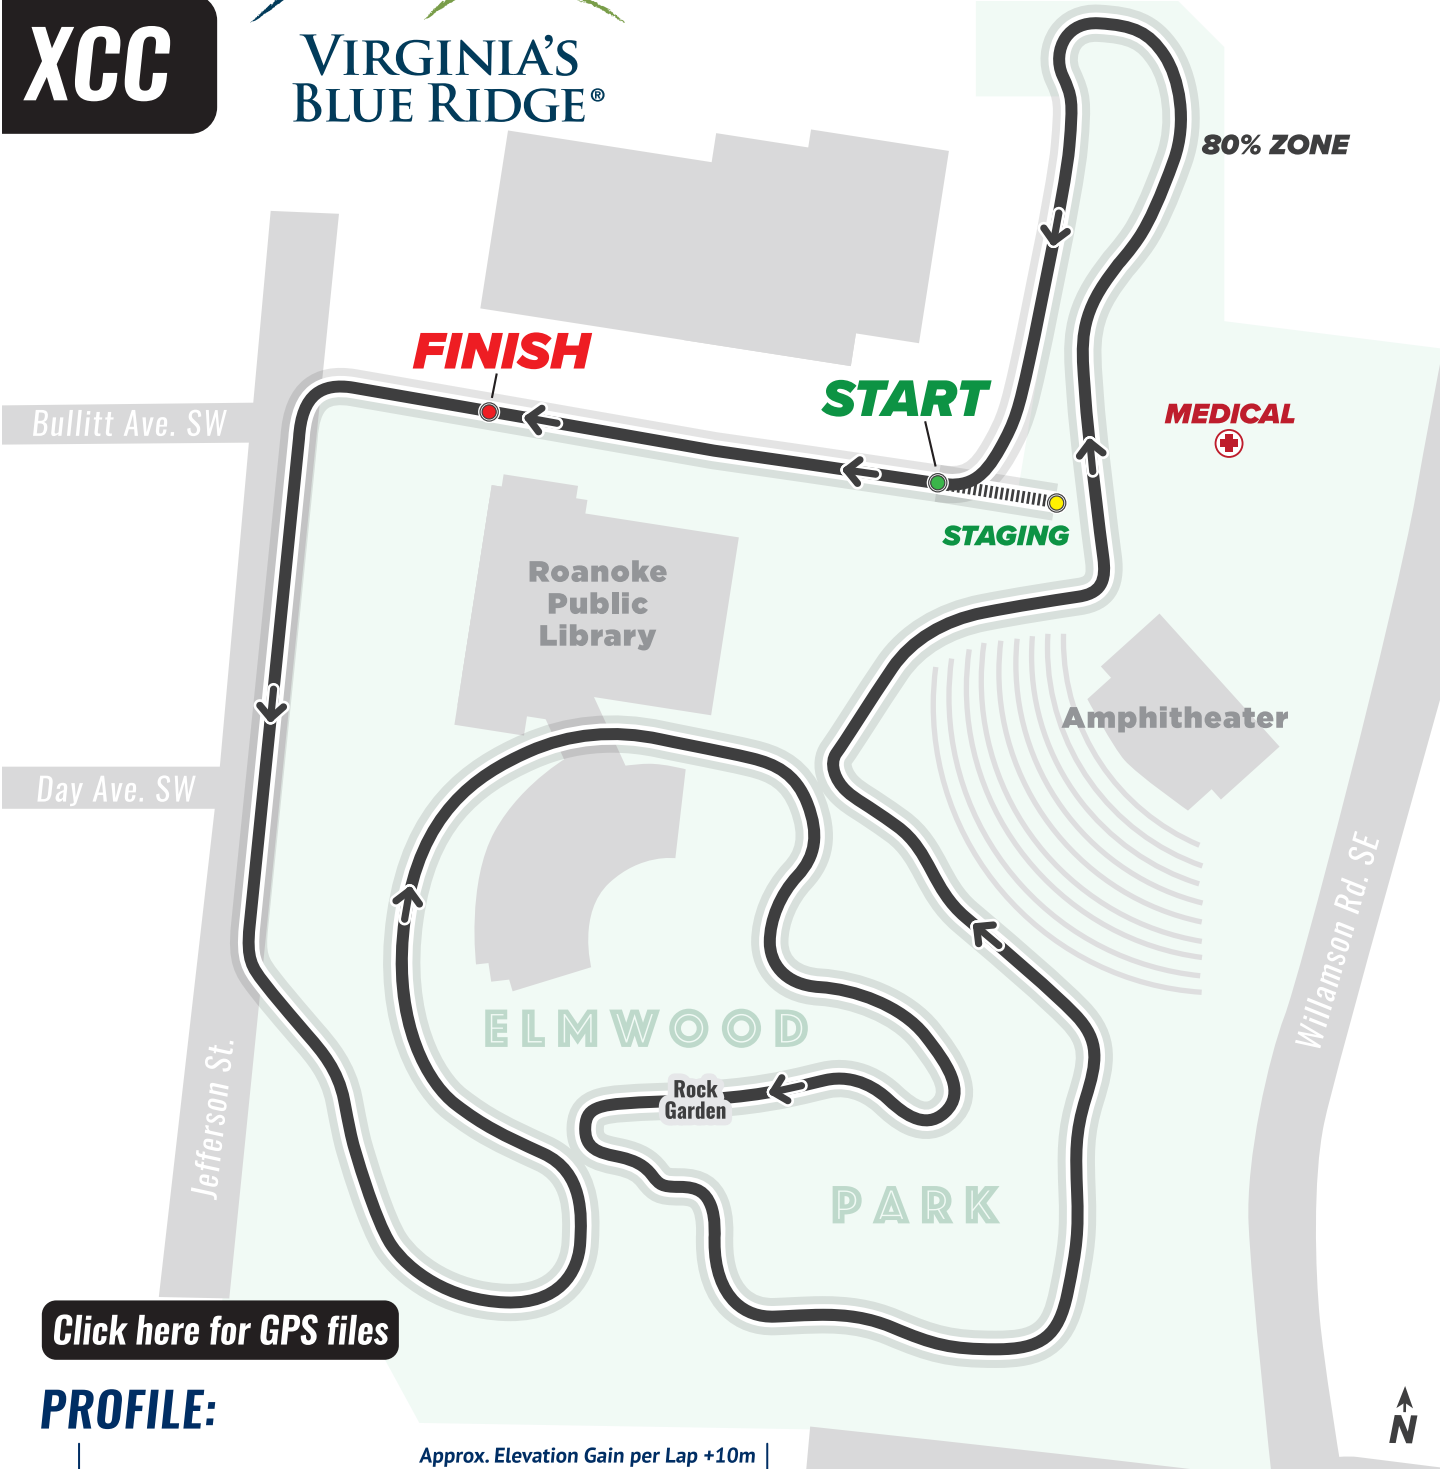 XCC
VIRGINIA'S
BLUE RIDGE®
80% ZONE
FINISH
START
MEDICAL
Bullitt Ave. SW
STAGING
Roanoke
Public
Library
Amphitheater
Day Ave. SW
Willamson Rd. SE
ELMWOOD
Rock
Garden
Jefferson St.
PARK
Click here for GPS files
PROFILE:
N
Approx. Elevation Gain per Lap +10m